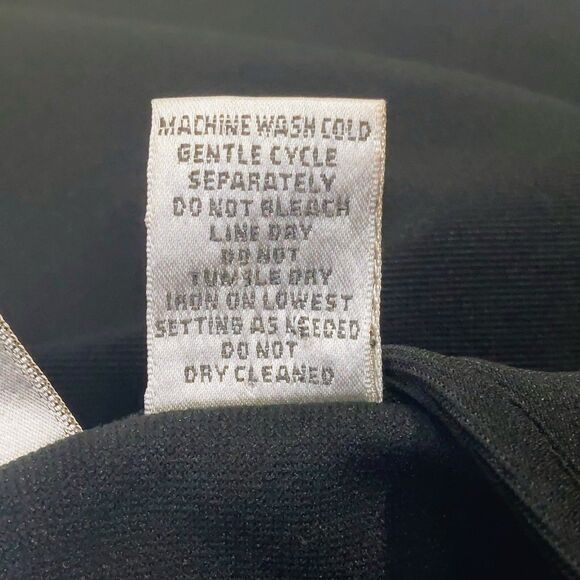 MACHINE WASH COLD
GENTLE CYCLE
SEPARATELY
DO NOT BLEACH
LINE DRY
DO NOT
TUMBLE DRY
IRON ON LOWEST
SETTING AS NEEDED
DO NOT
DRY CLEANED